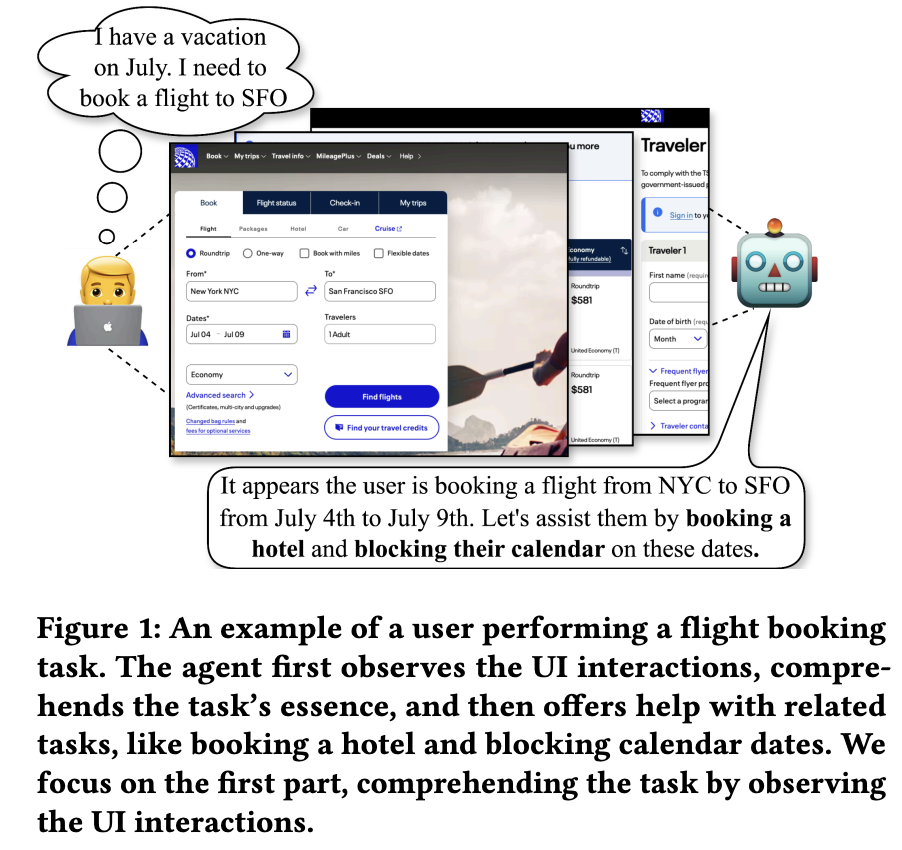 I have a vacation
on July. I need to
book a flight to SFO
Book My trips Travel info MileagePlus Deals Help
Book Flight status Check-in My trips
Flight Packages Hotel Car Cruise
Roundtrip One-way Book with miles Flexible dates
From* To*
New York NYC San Francisco SFO
Dates* Travelers
Jul 04 – Jul 09 1 Adult
Economy
Advanced search
(Certificates, multi-city and upgrades)
Find flights
Changed bag rules and
fees for optional services
Find your travel credits
u more
conomy
fully refundable)
Roundtrip
$581
United Economy (T)
Roundtrip
$581
United Economy (T)
Traveler
To comply with the TS
government-issued p
Sign in to yo
Traveler 1
First name (requir
Date of birth (requ
Month
Frequent flyer
Frequent flyer pro
Select a program
Traveler conta
It appears the user is booking a flight from NYC to SFO
from July 4th to July 9th. Let's assist them by booking a
hotel and blocking their calendar on these dates.
Figure 1: An example of a user performing a flight booking
task. The agent first observes the UI interactions, compre-
hends the task's essence, and then offers help with related
tasks, like booking a hotel and blocking calendar dates. We
focus on the first part, comprehending the task by observing
the UI interactions.